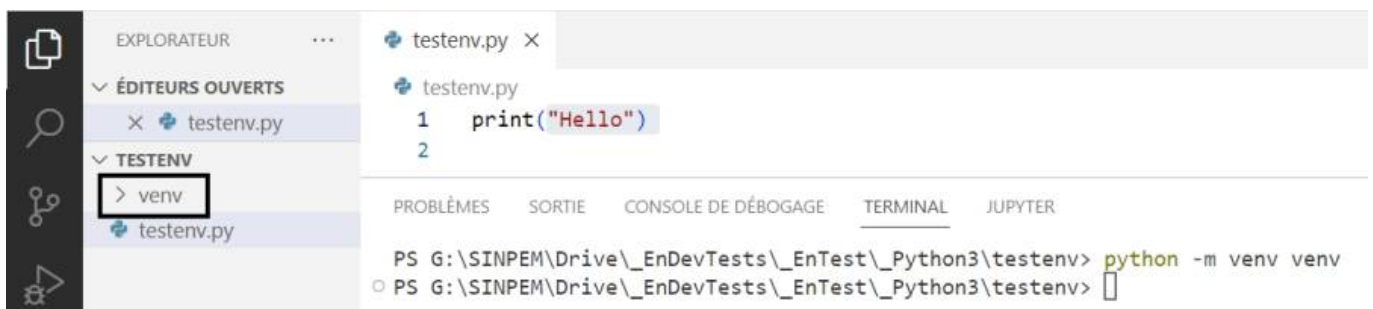 EXPLORATEUR ...
ÉDITEURS OUVERTS
testenv.py
TESTENV
venv
testenv.py
testenv.py
testenv.py
1 print("Hello")
2
PROBLÈMES SORTIE CONSOLE DE DÉBOGAGE TERMINAL JUPYTER
PS G:\SINPEM\Drive\_EnDevTests\_EnTest\_Python3\testenv> python -m venv venv
PS G:\SINPEM\Drive\_EnDevTests\_EnTest\_Python3\testenv>